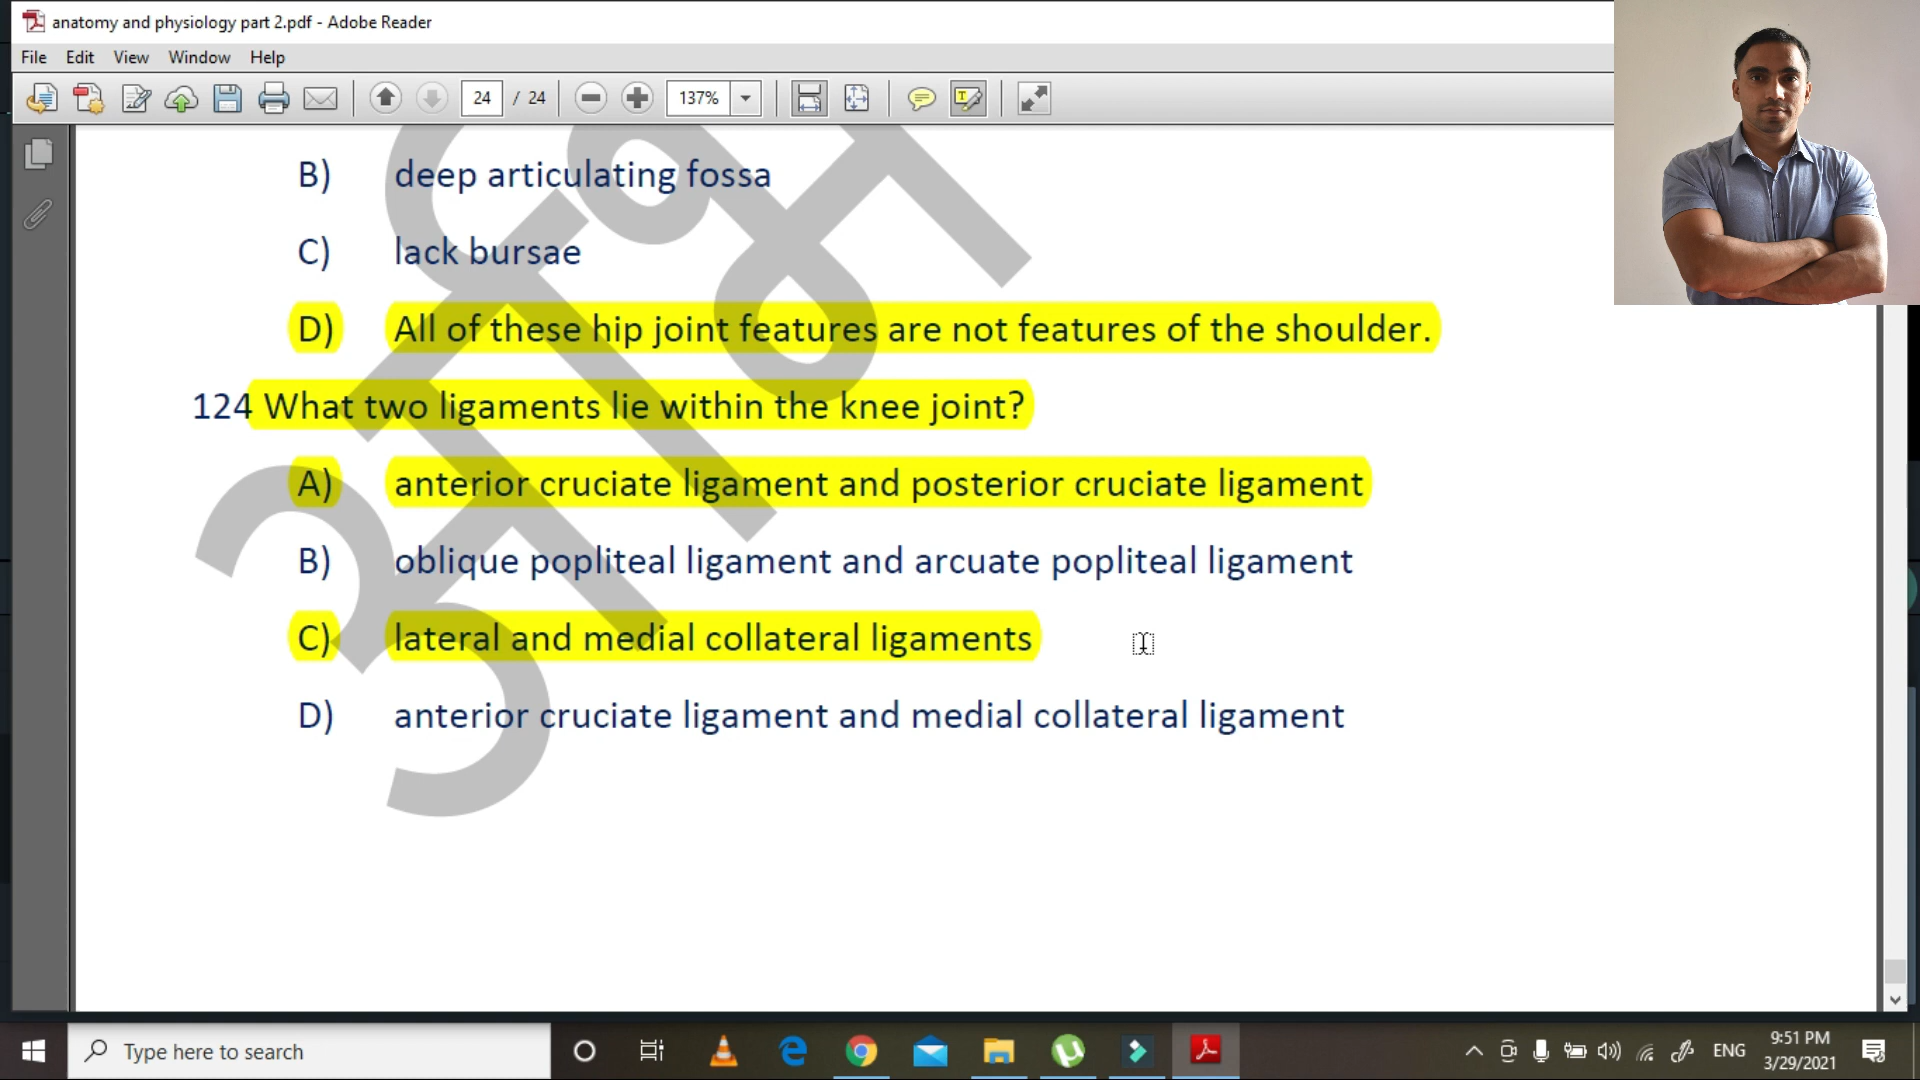 anatomy and physiology part 2.pdf - Adobe Reader
File Edit View Window Help
24 / 24 137%
B) deep articulating fossa
C) lack bursae
D) All of these hip joint features are not features of the shoulder.
124 What two ligaments lie within the knee joint?
A) anterior cruciate ligament and posterior cruciate ligament
B) oblique popliteal ligament and arcuate popliteal ligament
C) lateral and medial collateral ligaments
D) anterior cruciate ligament and medial collateral ligament
Type here to search
ENG
9:51 PM
3/29/2021